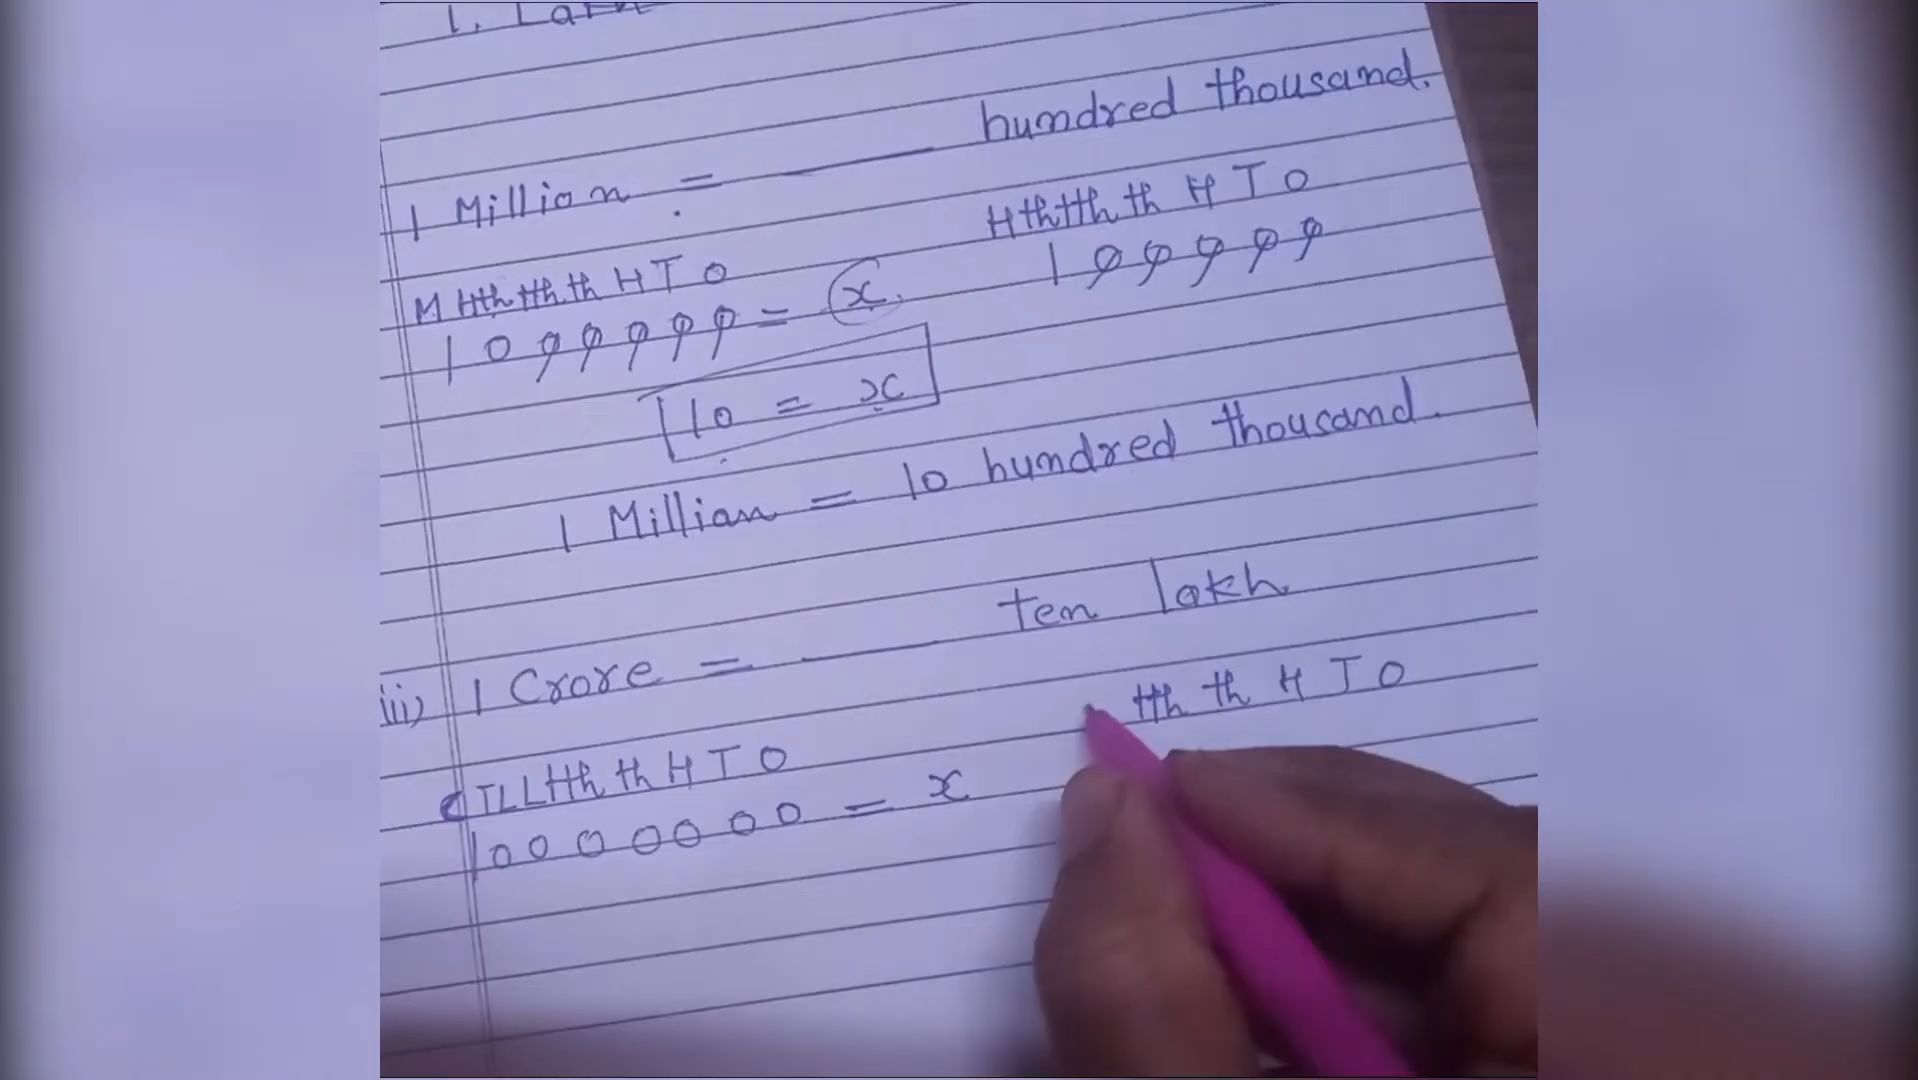 1 Million = ____ hundred thousand.
M Hth tth th H T O
Hth tth th H T O
1 0 0 0 0 0 0 = x.
1 0 0 0 0 0
10 = x
1 Millian = 10 hundred thousand.
iii) 1 Crore = ____ ten lakh.
C TL L tth th H T O
tth th H T O
1 0 0 0 0 0 0 0 = x